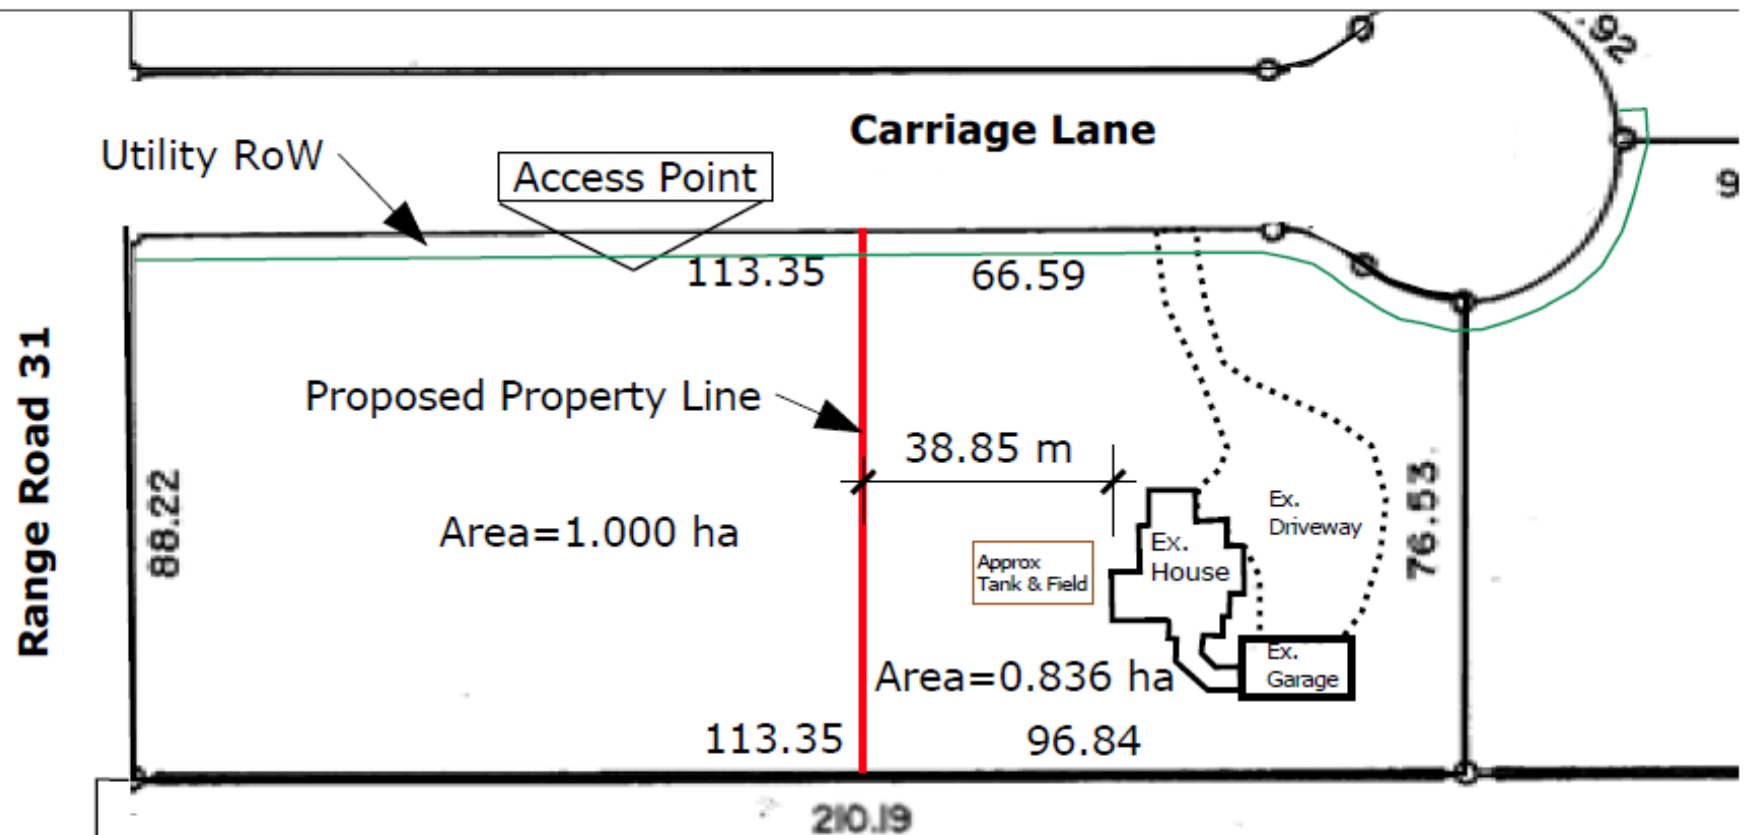 .92
Carriage Lane
Utility RoW
Access Point
113.35
66.59
Range Road 31
Proposed Property Line
38.85 m
88.22
Area=1.000 ha
Ex.
Driveway
76.53
Approx
Tank & Field
Ex.
House
Ex.
Garage
Area=0.836 ha
113.35
96.84
210.19